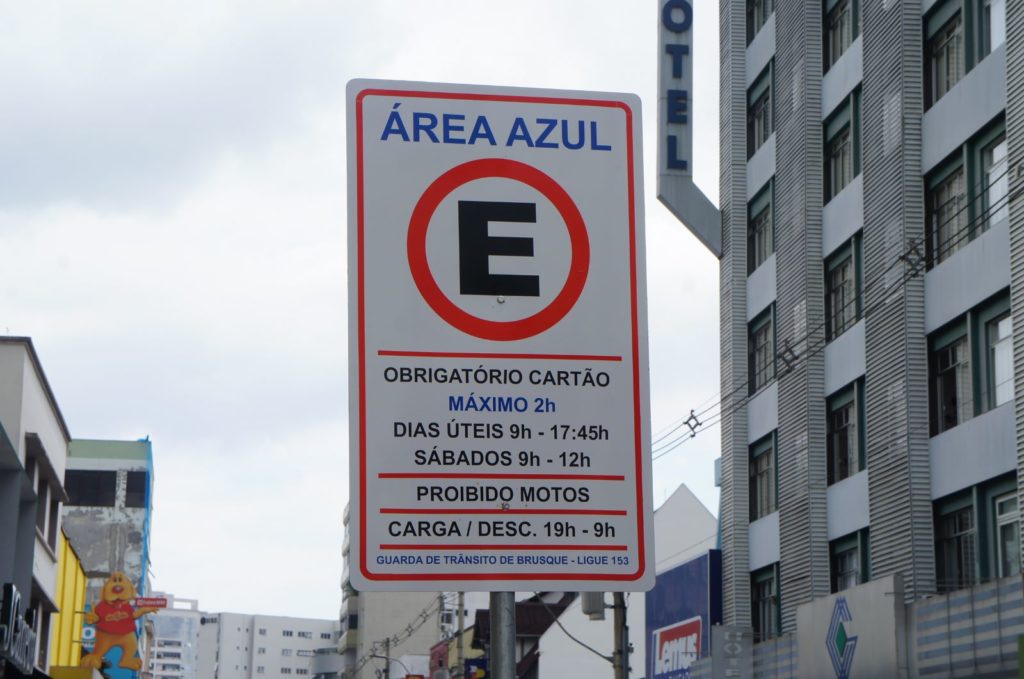 ÁREA AZUL
E
OBRIGATÓRIO CARTÃO
MÁXIMO 2h
DIAS ÚTEIS 9h - 17:45h
SÁBADOS 9h - 12h
PROIBIDO MOTOS
CARGA / DESC. 19h - 9h
GUARDA DE TRÂNSITO DE BRUSQUE - LIGUE 153
OTEL